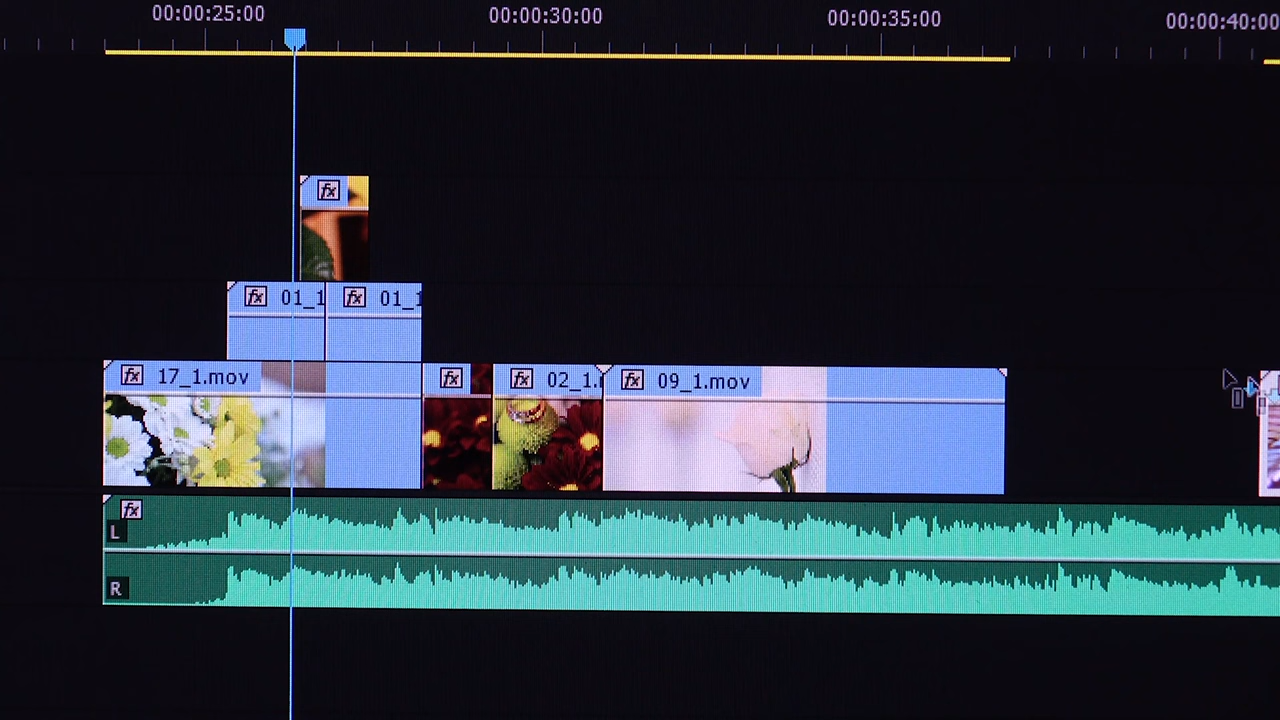 00:00:25:00 00:00:30:00 00:00:35:00 00:00:40:00
fx
fx 01_1 fx 01_1
fx 17_1.mov fx fx 02_1.r fx 09_1.mov
fx
L
R